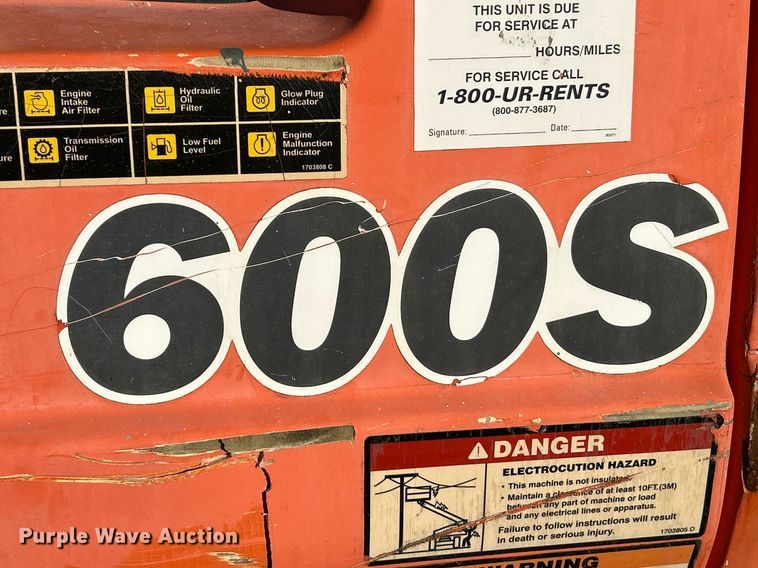 THIS UNIT IS DUE
FOR SERVICE AT
HOURS/MILES
FOR SERVICE CALL
1-800-UR-RENTS
(800-877-3687)
Signature: Date:
Engine
Intake
Air Filter
Hydraulic
Oil
Filter
Glow Plug
Indicator
Transmission
Oil
Filter
Low Fuel
Level
Engine
Malfunction
Indicator
1703808 C
600S
DANGER
ELECTROCUTION HAZARD
• This machine is not insulated.
• Maintain a clearance of at least 10FT.(3M)
between any part of machine or load
and any electrical lines or apparatus.
Failure to follow instructions will result
in death or serious injury.
1703805 D
WARNING
Purple Wave Auction